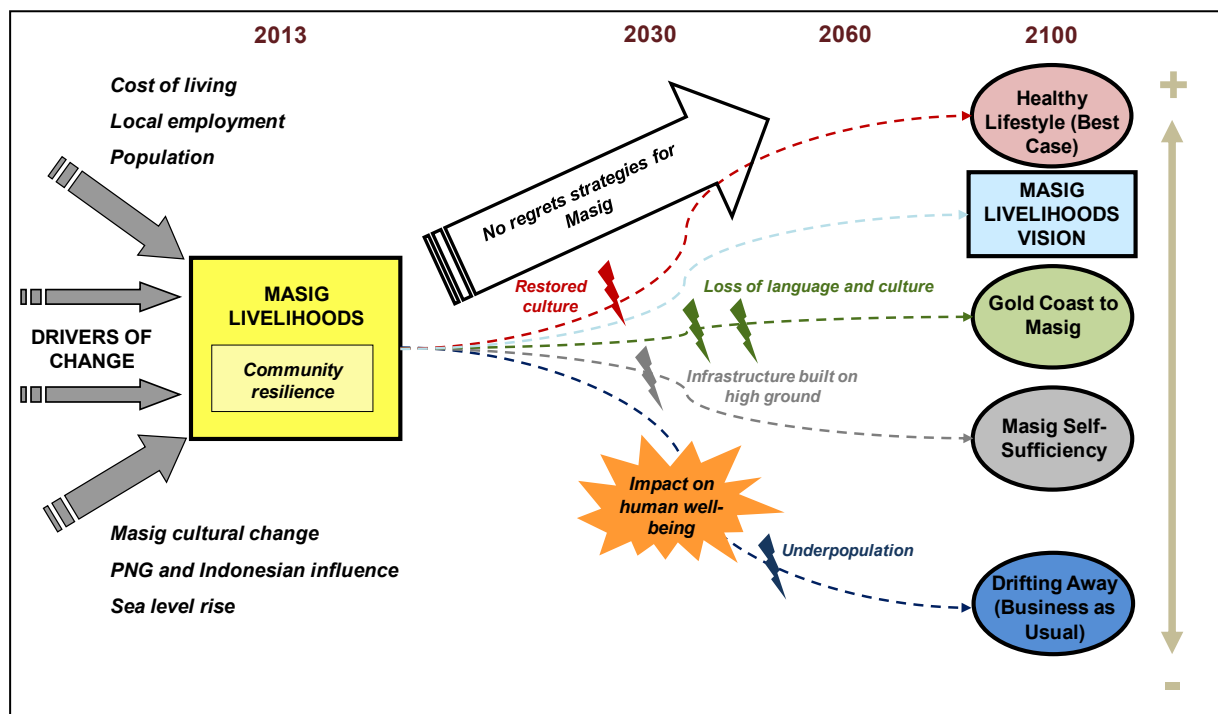 2013
2030
2060
2100
Cost of living
Local employment
Population
DRIVERS OF
CHANGE
Masig cultural change
PNG and Indonesian influence
Sea level rise
MASIG
LIVELIHOODS
Community
resilience
No regrets strategies for
Masig
Restored
culture
Loss of language and culture
Infrastructure built on
high ground
Impact on
human well-
being
Underpopulation
+
Healthy
Lifestyle (Best
Case)
MASIG
LIVELIHOODS
VISION
Gold Coast to
Masig
Masig Self-
Sufficiency
Drifting Away
(Business as
Usual)
-